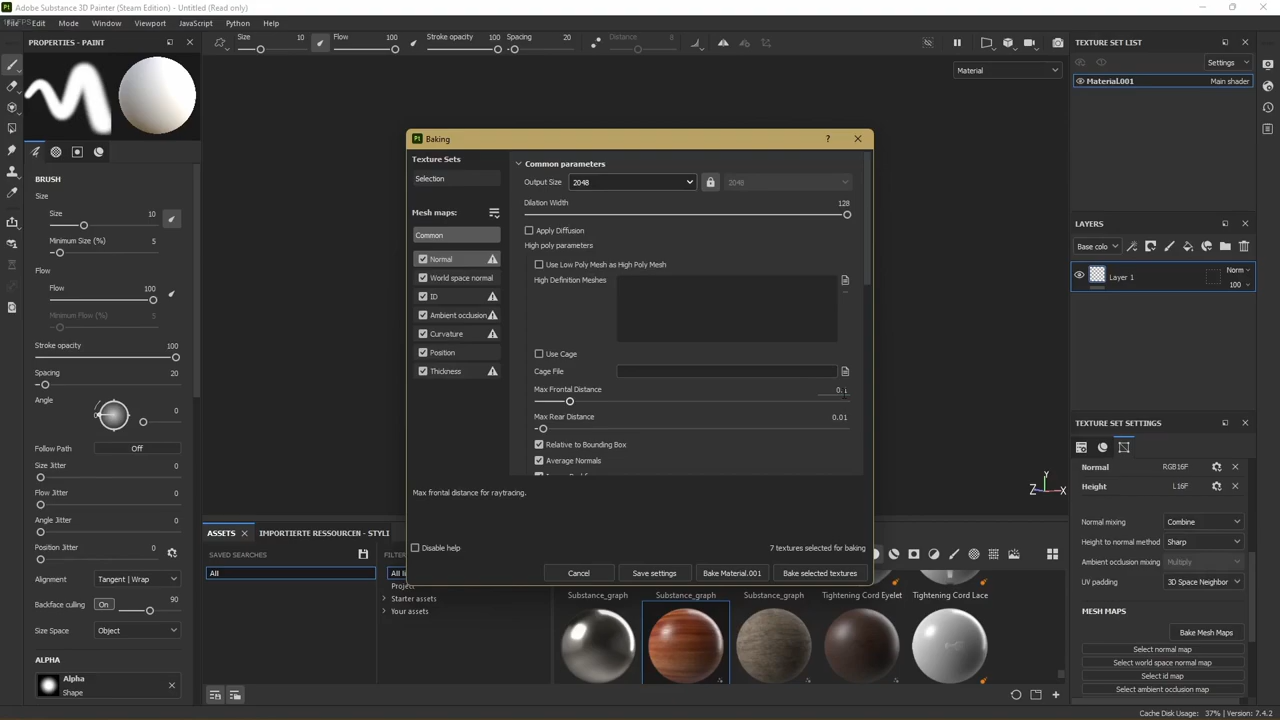 Adobe Substance 3D Painter (Steam Edition) - Untitled (Read only)
File Edit Mode Window Viewport JavaScript Python Help
PROPERTIES - PAINT
Size 10 Flow 100 Stroke opacity 100 Spacing 20 Distance 8
Material
BRUSH
Size
Size 10
Minimum Size (%) 5
Flow
Flow 100
Minimum Flow (%)
Stroke opacity 100
Spacing 20
Angle
0
Follow Path Off
Size Jitter 0
Flow Jitter 0
Angle Jitter 0
Position Jitter 0
Alignment Tangent | Wrap
Backface culling On 90
Size Space Object
ALPHA
Alpha
Shape
Baking
Texture Sets
Selection
Mesh maps:
Common
Normal
World space normal
ID
Ambient occlusion
Curvature
Position
Thickness
Common parameters
Output Size 2048 2048
Dilation Width 128
Apply Diffusion
High poly parameters
Use Low Poly Mesh as High Poly Mesh
High Definition Meshes
Use Cage
Cage File
Max Frontal Distance
Max Rear Distance 0.01
Relative to Bounding Box
Average Normals
Max frontal distance for raytracing.
Disable help
7 textures selected for baking
Cancel Save settings Bake Material.001 Bake selected textures
ASSETS IMPORTIERTE RESSOURCEN - STYLI
SAVED SEARCHES
All
Project
Starter assets
Your assets
Substance_graph Substance_graph Substance_graph Tightening Cord Eyelet Tightening Cord Lace
TEXTURE SET LIST
Settings
Material.001 Main shader
LAYERS
Base colo
Layer 1 Norm
100
TEXTURE SET SETTINGS
Normal RGB16F
Height L16F
Normal mixing Combine
Height to normal method Sharp
Ambient occlusion mixing Multiply
UV padding 3D Space Neighbor
MESH MAPS
Bake Mesh Maps
Select normal map
Select world space normal map
Select id map
Select ambient occlusion map
Z Y X
Cache Disk Usage: 37% | Version: 7.4.2